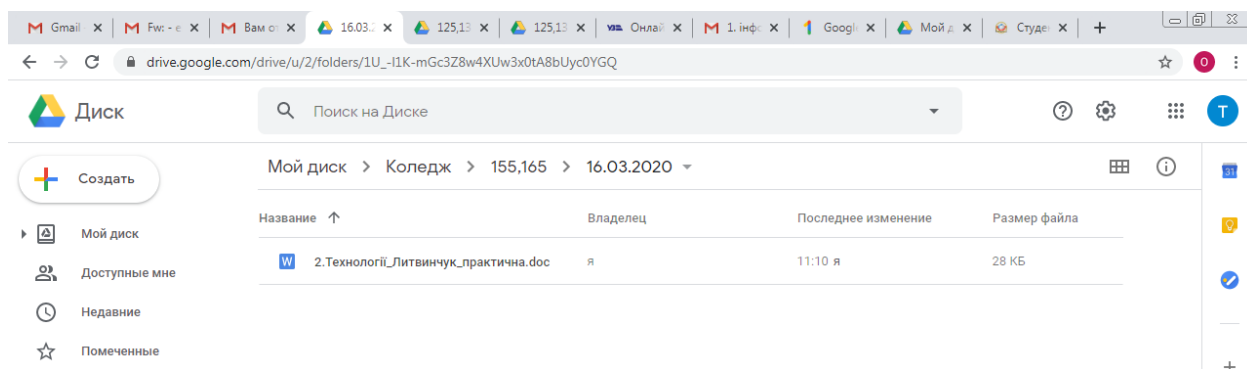 Gmail Fw: - е Вам от 16.03.2 125,13 125,13 Онлай 1. інфо Googl Мой д Студе
drive.google.com/drive/u/2/folders/1U_-I1K-mGc3Z8w4XUw3x0tA8bUyc0YGQ O
Диск Поиск на Диске T
Создать Мой диск > Коледж > 155,165 > 16.03.2020 31
Название Владелец Последнее изменение Размер файла
Мой диск
W 2.Технології_Литвинчук_практична.doc я 11:10 я 28 КБ
Доступные мне
Недавние
Помеченные